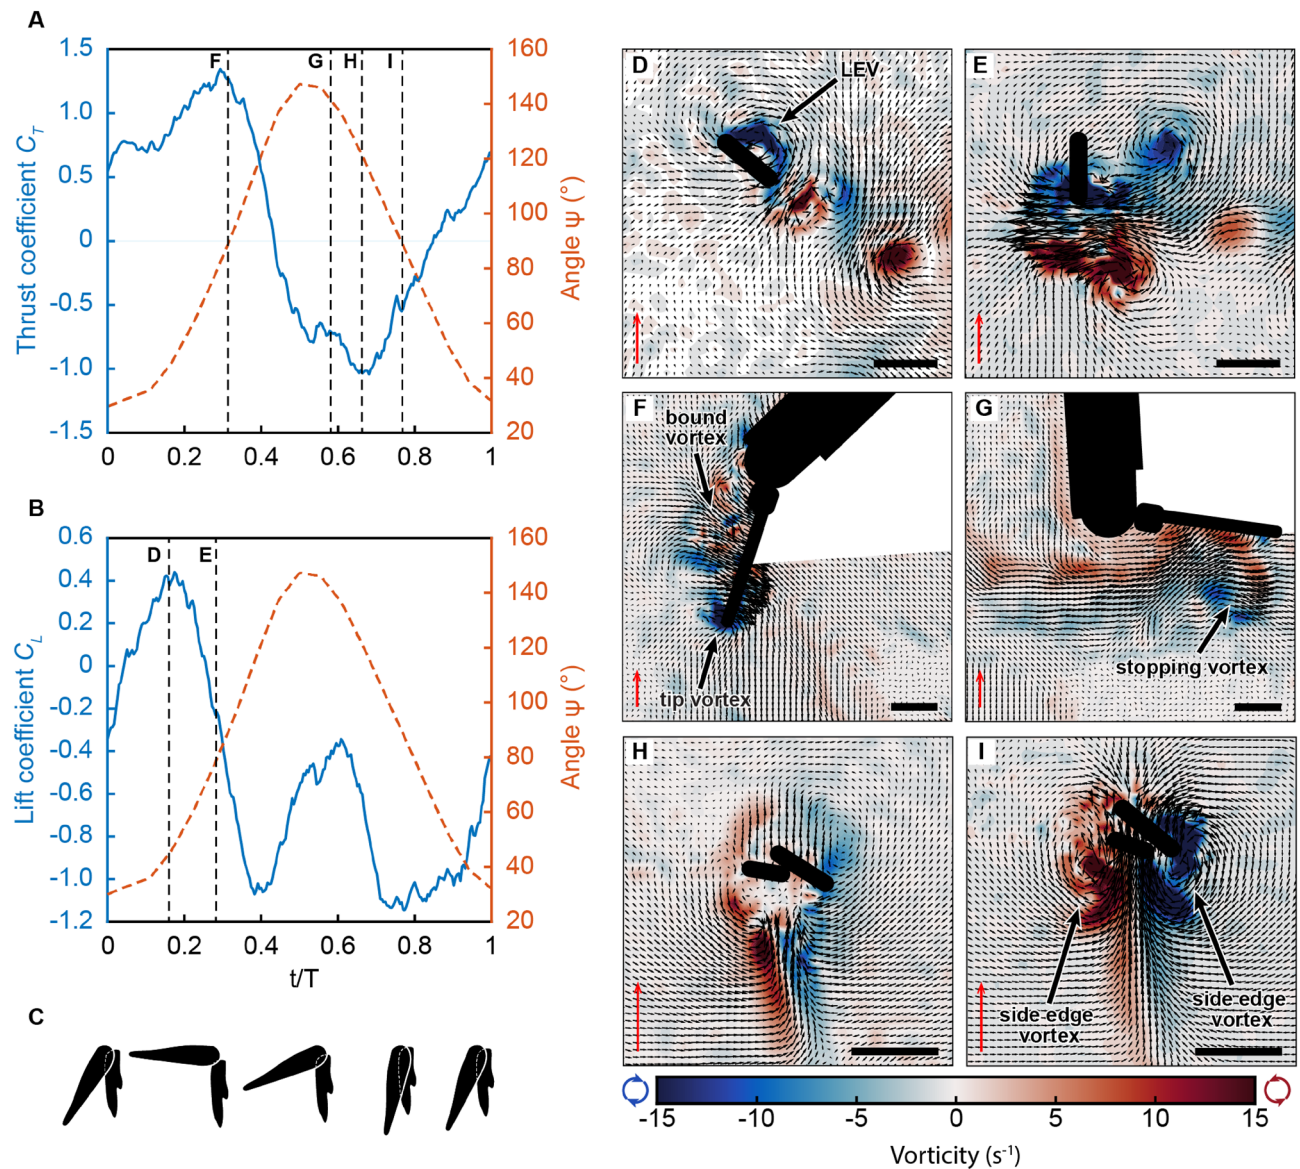 A
1.5
1.0
0.5
0
-0.5
-1.0
-1.5
Thrust coefficient C_T
F
G
H
I
160
140
120
100
80
60
40
20
Angle ψ (°)
0
0.2
0.4
0.6
0.8
1
B
0.6
0.4
0.2
0
-0.2
-0.4
-0.6
-0.8
-1.0
-1.2
Lift coefficient C_L
D
E
160
140
120
100
80
60
40
20
Angle ψ (°)
0
0.2
0.4
0.6
0.8
1
t/T
C
D
LEV
E
F
bound
vortex
tip vortex
G
stopping vortex
H
I
side edge
vortex
side edge
vortex
-15
-10
-5
0
5
10
15
Vorticity (s⁻¹)